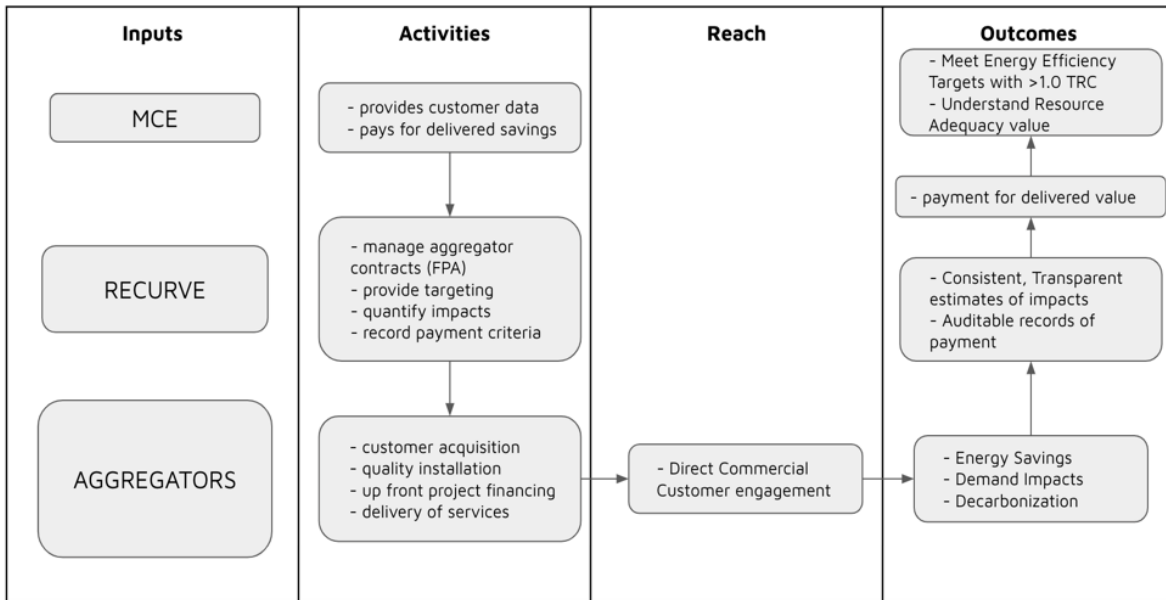 Inputs
Activities
Reach
Outcomes
MCE
- provides customer data
- pays for delivered savings
- Meet Energy Efficiency
Targets with >1.0 TRC
- Understand Resource
Adequacy value
- payment for delivered value
RECURVE
- manage aggregator
contracts (FPA)
- provide targeting
- quantify impacts
- record payment criteria
- Consistent, Transparent
estimates of impacts
- Auditable records of
payment
AGGREGATORS
- customer acquisition
- quality installation
- up front project financing
- delivery of services
- Direct Commercial
Customer engagement
- Energy Savings
- Demand Impacts
- Decarbonization